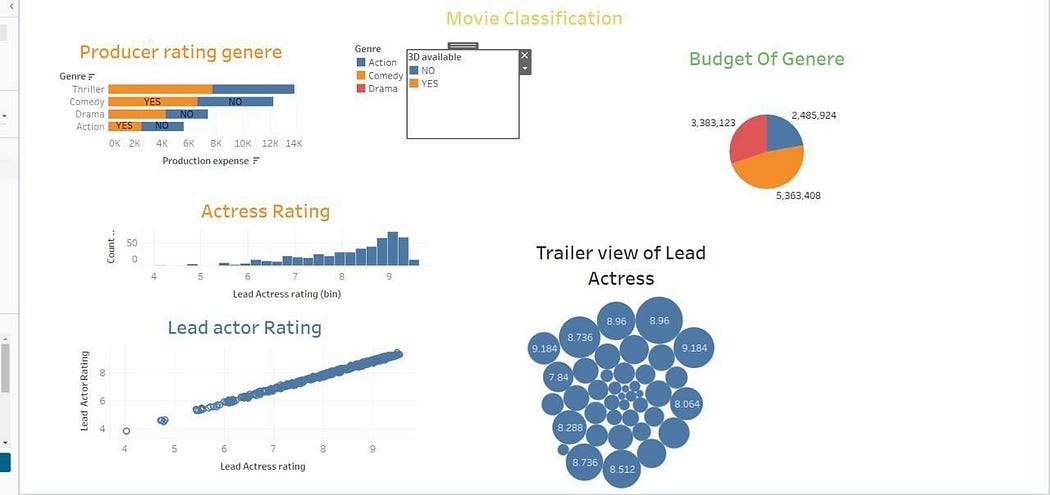 Movie Classification
Producer rating genere
Genre
Thriller
Comedy YES NO
Drama NO
Action YES NO
0K 2K 4K 6K 8K 10K 12K 14K
Production expense
Genre
Action
Comedy
Drama
3D available
NO
YES
Budget Of Genere
3,383,123
2,485,924
5,363,408
Actress Rating
Count..
50
0
4 5 6 7 8 9
Lead Actress rating (bin)
Lead actor Rating
Lead Actor Rating
8
6
4
4 5 6 7 8 9
Lead Actress rating
Trailer view of Lead
Actress
8.96 8.96
8.736
9.184 9.184
7.84
8.064
8.288
8.736 8.512